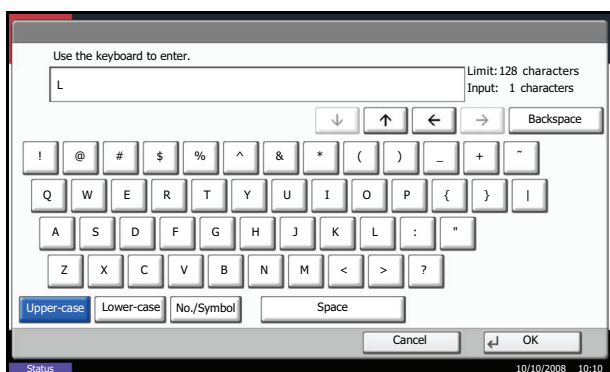 Use the keyboard to enter.
L
Limit: 128 characters
Input: 1 characters
↓ ↑ ← → Backspace
! @ # $ % ^ & * ( ) _ + ~
Q W E R T Y U I O P { } |
A S D F G H J K L : "
Z X C V B N M < > ?
Upper-case Lower-case No./Symbol Space
Cancel ↵ OK
Status 10/10/2008 10:10